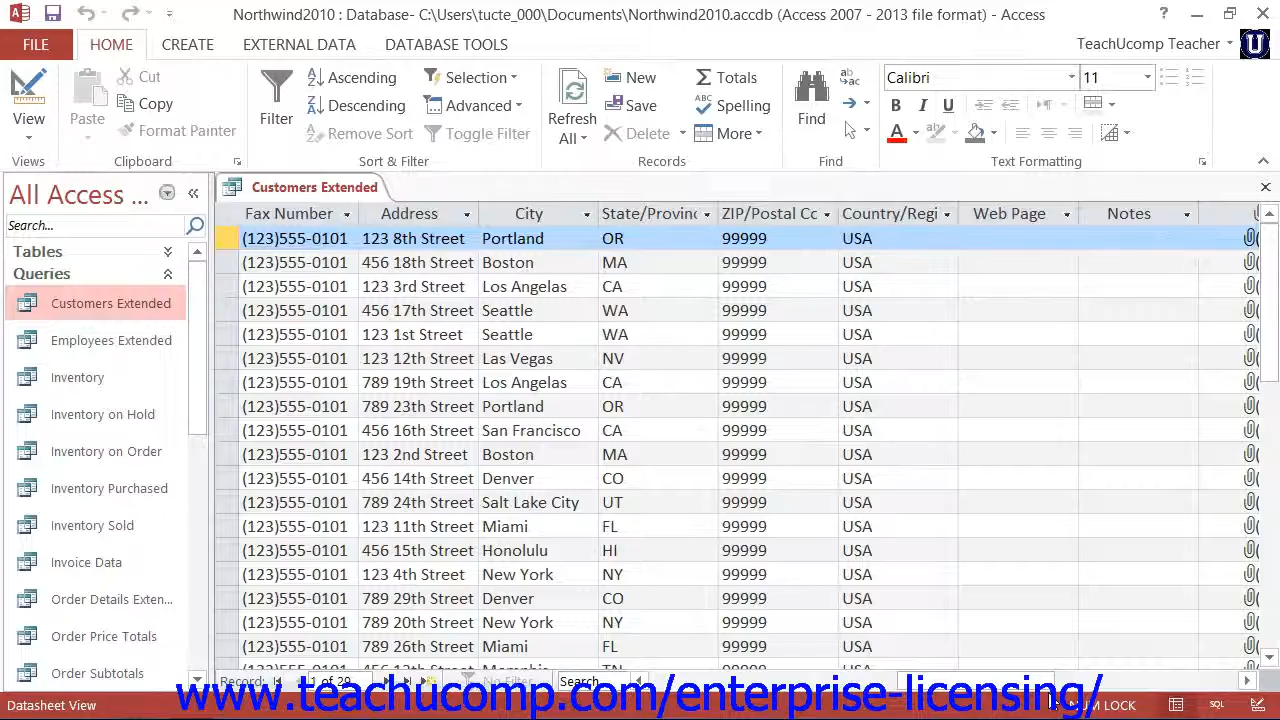 Northwind2010 : Database- C:\Users\tucte_000\Documents\Northwind2010.accdb (Access 2007 - 2013 file format) - Access
FILE HOME CREATE EXTERNAL DATA DATABASE TOOLS TeachUcomp Teacher
View
Views
Paste
Cut
Copy
Format Painter
Clipboard
Filter
Ascending
Descending
Remove Sort
Selection
Advanced
Toggle Filter
Sort & Filter
Refresh
All
New
Save
Delete
Totals
Spelling
More
Records
Find
Find
Calibri 11
B I U
A
Text Formatting
All Access ...
Search...
Tables
Queries
Customers Extended
Employees Extended
Inventory
Inventory on Hold
Inventory on Order
Inventory Purchased
Inventory Sold
Invoice Data
Order Details Exten...
Order Price Totals
Order Subtotals
Customers Extended
Fax Number Address City State/Provinc ZIP/Postal Cc Country/Regi Web Page Notes
(123)555-0101 123 8th Street Portland OR 99999 USA
(123)555-0101 456 18th Street Boston MA 99999 USA
(123)555-0101 123 3rd Street Los Angelas CA 99999 USA
(123)555-0101 456 17th Street Seattle WA 99999 USA
(123)555-0101 123 1st Street Seattle WA 99999 USA
(123)555-0101 123 12th Street Las Vegas NV 99999 USA
(123)555-0101 789 19th Street Los Angelas CA 99999 USA
(123)555-0101 789 23th Street Portland OR 99999 USA
(123)555-0101 456 16th Street San Francisco CA 99999 USA
(123)555-0101 123 2nd Street Boston MA 99999 USA
(123)555-0101 456 14th Street Denver CO 99999 USA
(123)555-0101 789 24th Street Salt Lake City UT 99999 USA
(123)555-0101 123 11th Street Miami FL 99999 USA
(123)555-0101 456 15th Street Honolulu HI 99999 USA
(123)555-0101 123 4th Street New York NY 99999 USA
(123)555-0101 789 29th Street Denver CO 99999 USA
(123)555-0101 789 20th Street New York NY 99999 USA
(123)555-0101 789 26th Street Miami FL 99999 USA
Record: 1 of 29 No Filter Search
www.teachucomp.com/enterprise-licensing/
Datasheet View NUM LOCK SQL